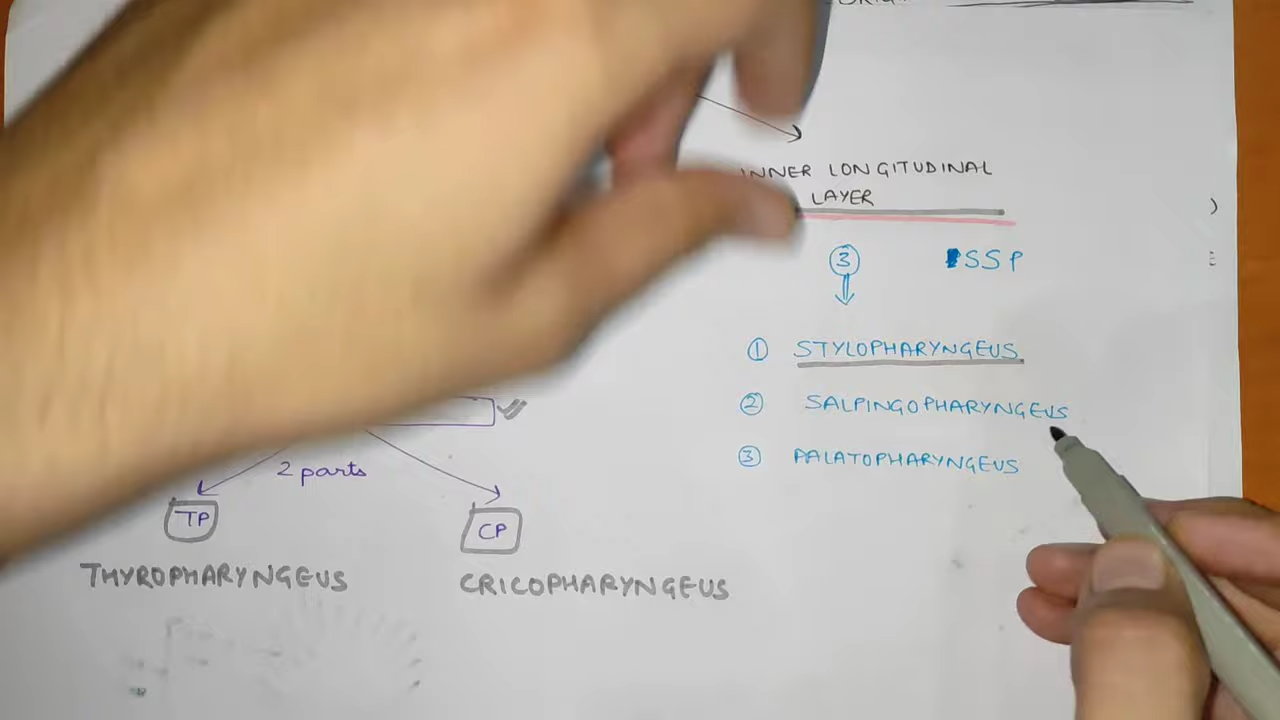 INNER LONGITUDINAL
LAYER
3 SSP
1 STYLOPHARYNGEUS
2 SALPINGOPHARYNGEUS
3 PALATOPHARYNGEUS
2 parts
TP CP
THYROPHARYNGEUS CRICOPHARYNGEUS